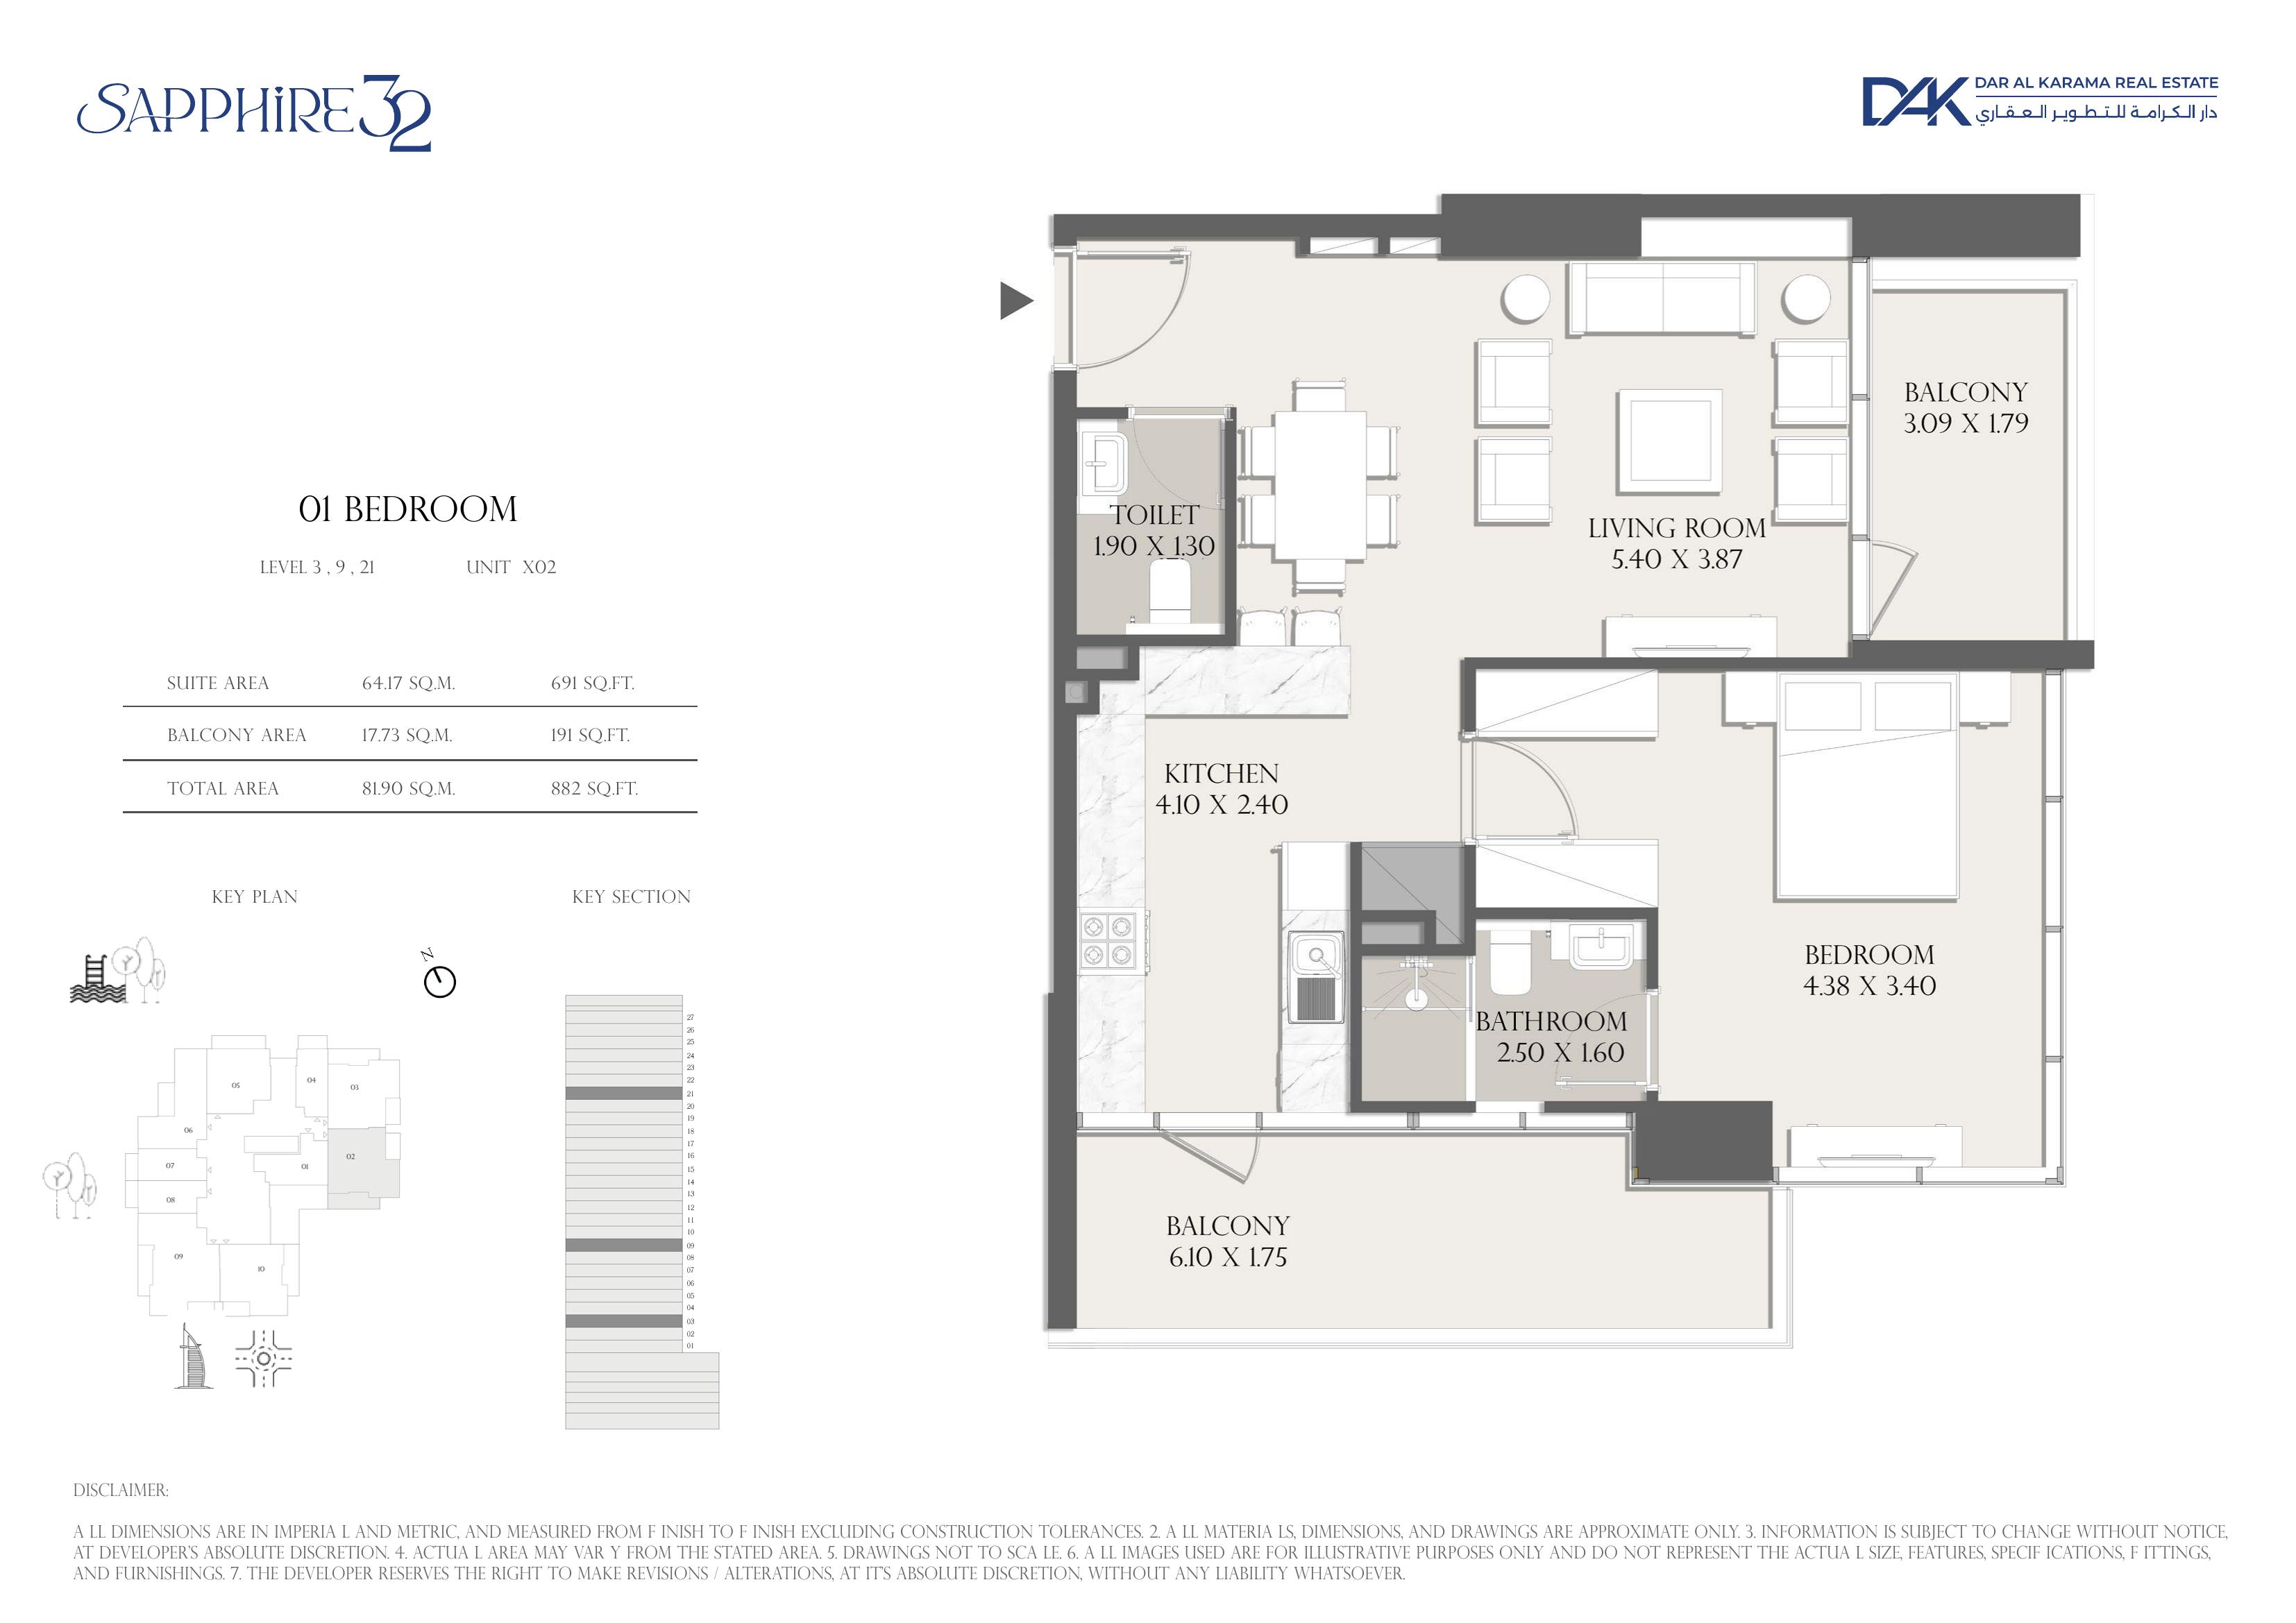 SAPPHIRE 32
DAK DAR AL KARAMA REAL ESTATE
دار الكرامة للتطوير العقاري
01 BEDROOM
LEVEL 3 , 9 , 21 UNIT X02
SUITE AREA 64.17 SQ.M. 691 SQ.FT.
BALCONY AREA 17.73 SQ.M. 191 SQ.FT.
TOTAL AREA 81.90 SQ.M. 882 SQ.FT.
KEY PLAN
KEY SECTION
N
05
04
03
06
02
07
01
08
09
10
27
26
25
24
23
22
21
20
19
18
17
16
15
14
13
12
11
10
09
08
07
06
05
04
03
02
01
BALCONY
3.09 X 1.79
TOILET
1.90 X 1.30
LIVING ROOM
5.40 X 3.87
KITCHEN
4.10 X 2.40
BEDROOM
4.38 X 3.40
BATHROOM
2.50 X 1.60
BALCONY
6.10 X 1.75
DISCLAIMER:
A LL DIMENSIONS ARE IN IMPERIA L AND METRIC, AND MEASURED FROM F INISH TO F INISH EXCLUDING CONSTRUCTION TOLERANCES. 2. A LL MATERIA LS, DIMENSIONS, AND DRAWINGS ARE APPROXIMATE ONLY. 3. INFORMATION IS SUBJECT TO CHANGE WITHOUT NOTICE,
AT DEVELOPER'S ABSOLUTE DISCRETION. 4. ACTUA L AREA MAY VAR Y FROM THE STATED AREA. 5. DRAWINGS NOT TO SCA LE. 6. A LL IMAGES USED ARE FOR ILLUSTRATIVE PURPOSES ONLY AND DO NOT REPRESENT THE ACTUA L SIZE, FEATURES, SPECIF ICATIONS, F ITTINGS,
AND FURNISHINGS. 7. THE DEVELOPER RESERVES THE RIGHT TO MAKE REVISIONS / ALTERATIONS, AT IT'S ABSOLUTE DISCRETION, WITHOUT ANY LIABILITY WHATSOEVER.